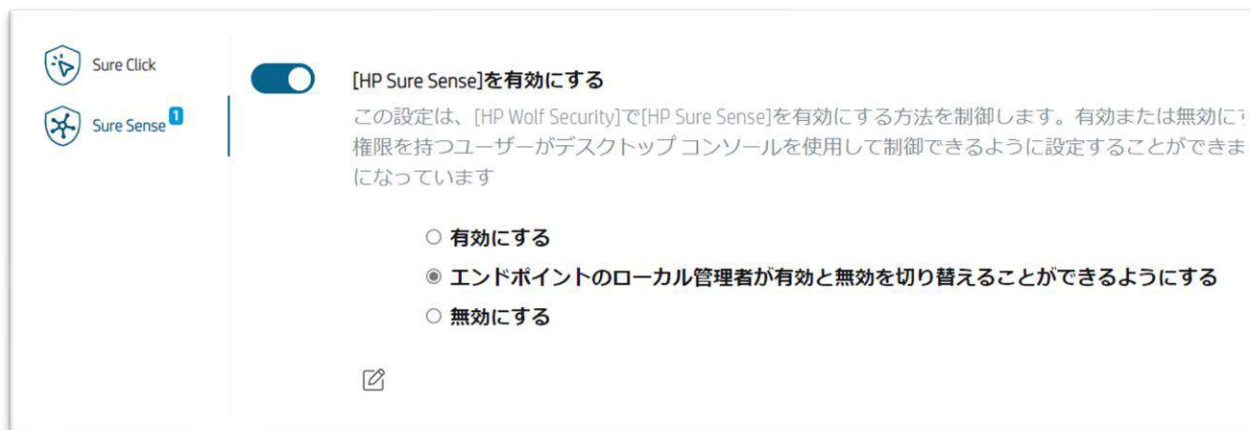 Sure Click
Sure Sense 1
[HP Sure Sense]を有効にする
この設定は、[HP Wolf Security]で[HP Sure Sense]を有効にする方法を制御します。有効または無効に
権限を持つユーザーがデスクトップ コンソールを使用して制御できるように設定することができま
になっています
有効にする
エンドポイントのローカル管理者が有効と無効を切り替えることができるようにする
無効にする